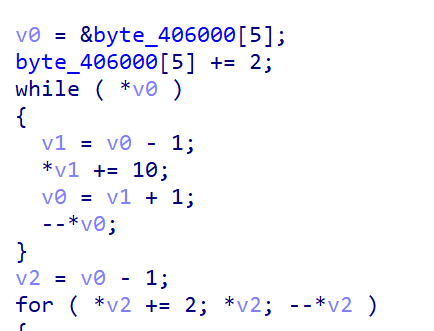 v0 = &byte_406000[5];
byte_406000[5] += 2;
while ( *v0 )
{
v1 = v0 - 1;
*v1 += 10;
v0 = v1 + 1;
--*v0;
}
v2 = v0 - 1;
for ( *v2 += 2; *v2; --*v2 )
{